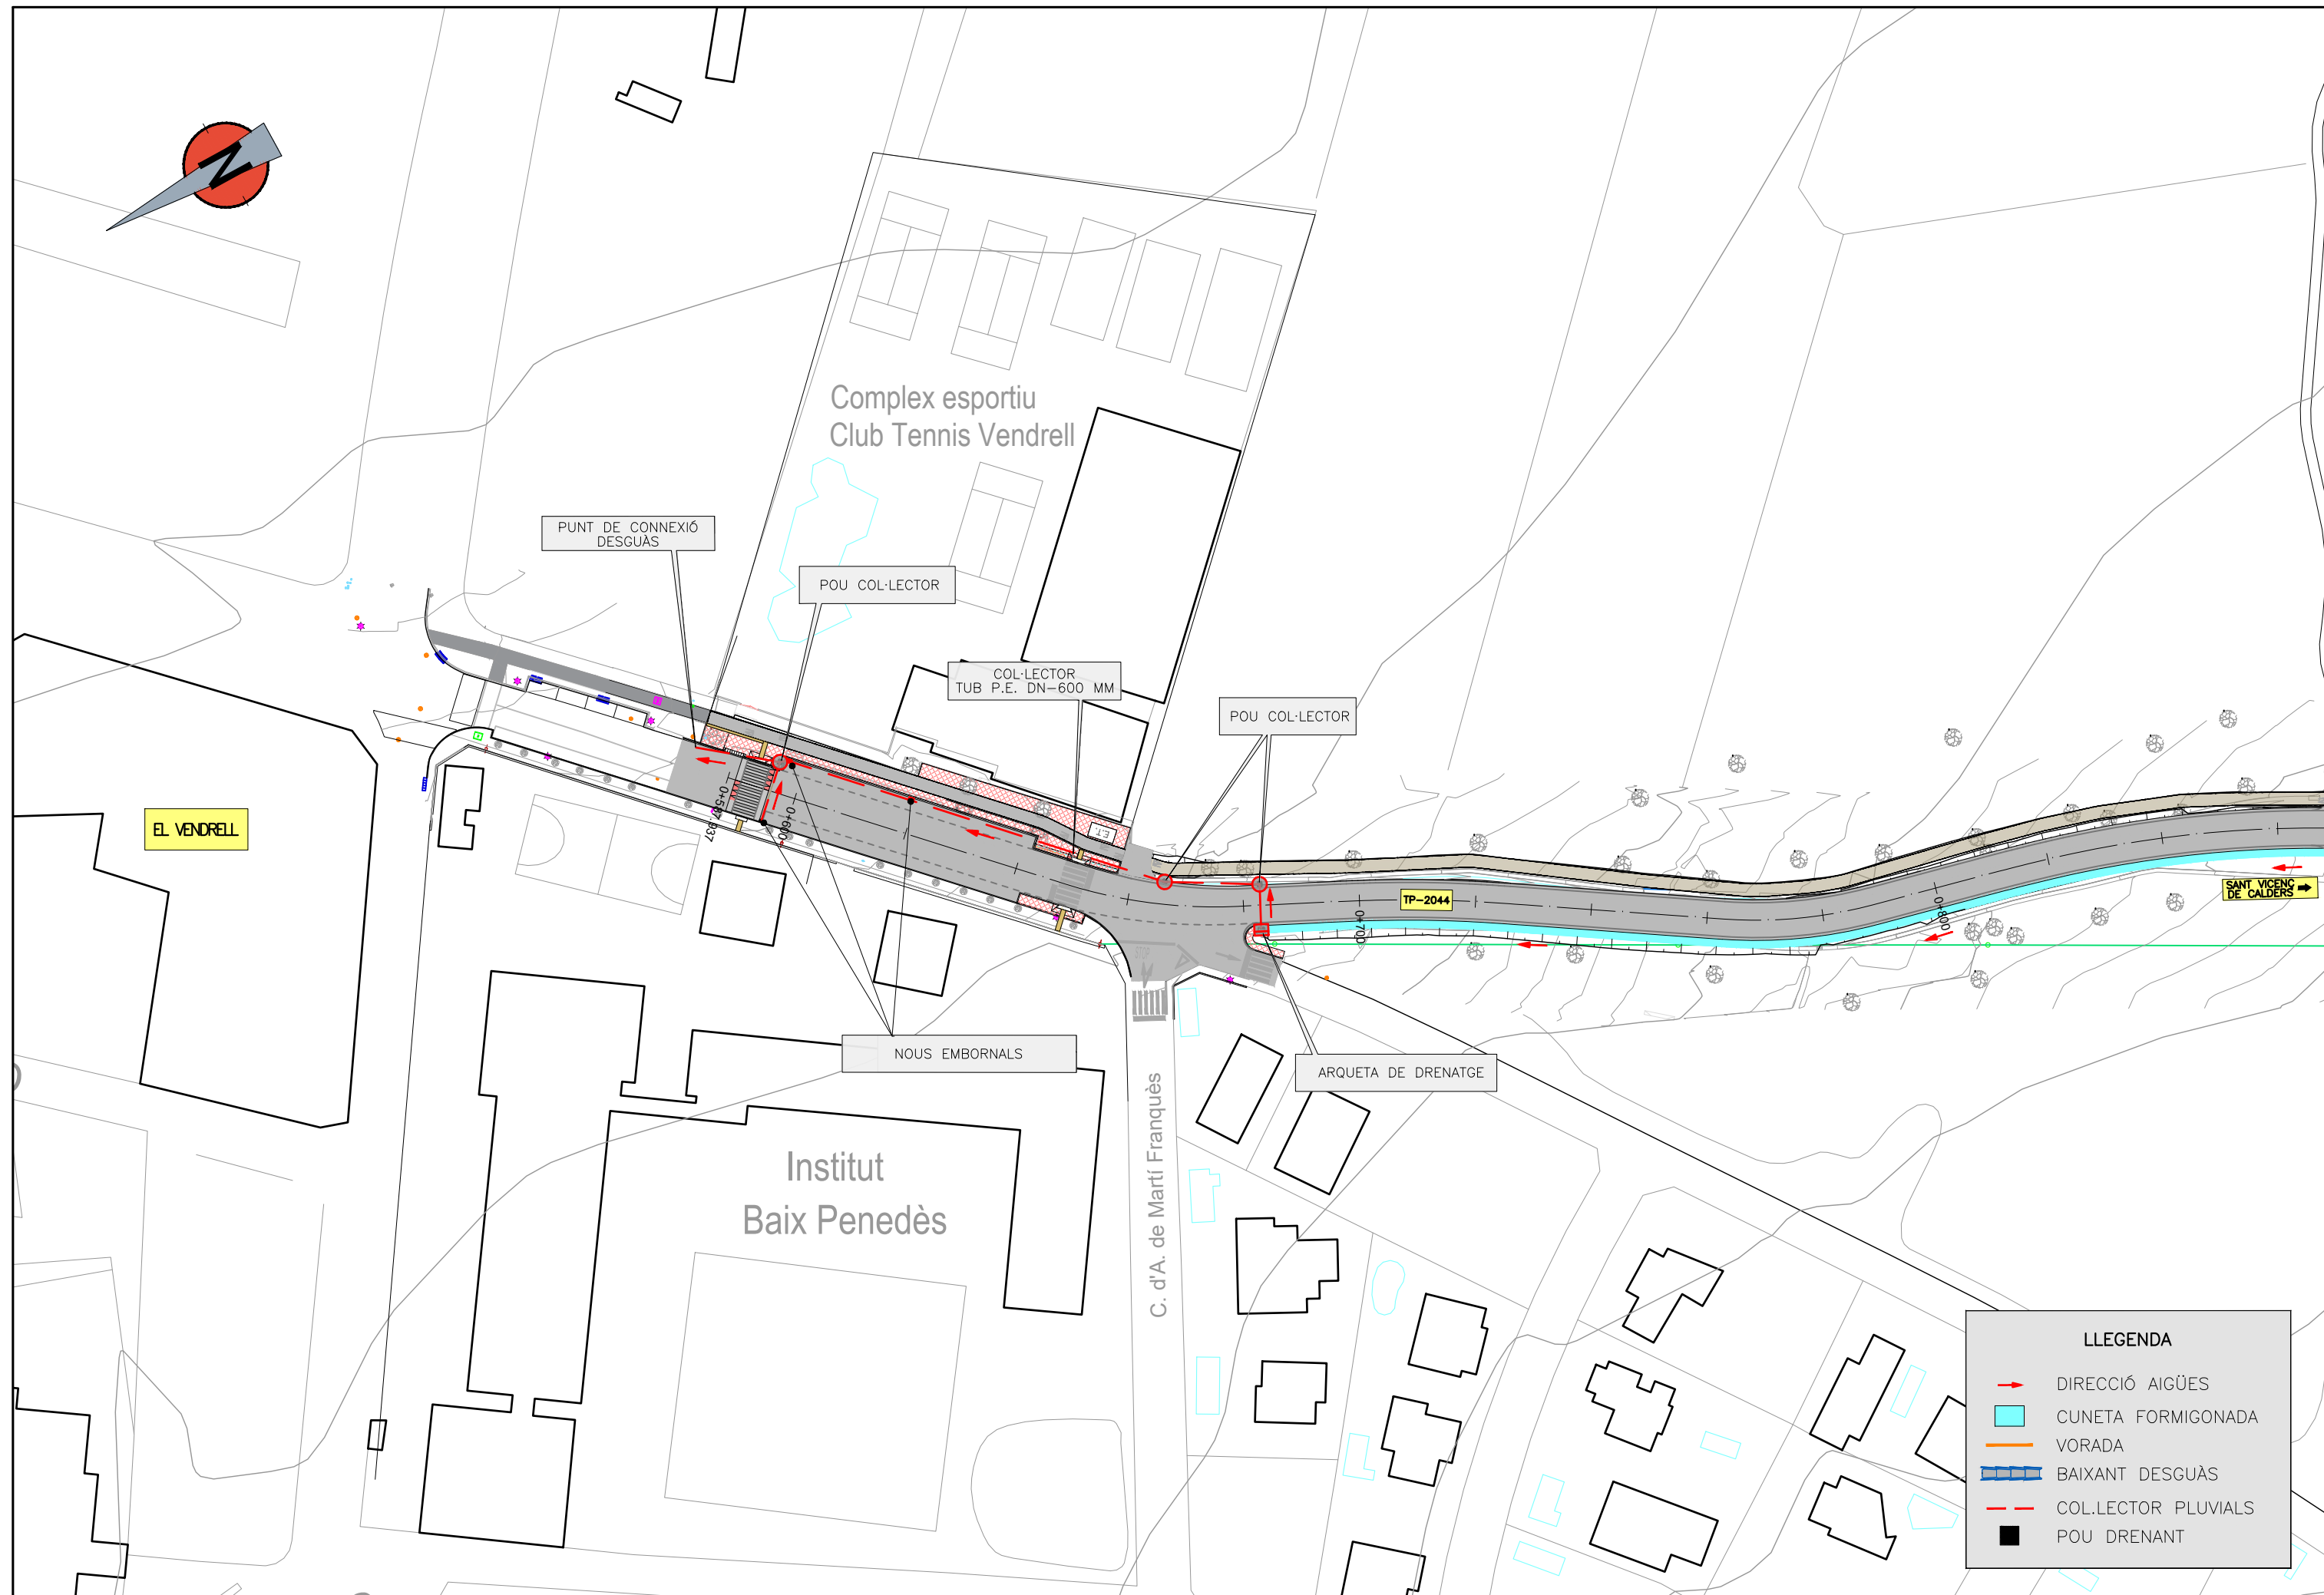 N
Complex esportiu
Club Tennis Vendrell
PUNT DE CONNEXIÓ
DESGUÀS
POU COL·LECTOR
COL·LECTOR
TUB P.E. DN-600 MM
POU COL·LECTOR
EL VENDRELL
0+587.937
0+600
E.T.
TP-2044
0+700
0+800
SANT VICENÇ
DE CALDERS
NOUS EMBORNALS
ARQUETA DE DRENATGE
Institut
Baix Penedès
C. d'A. de Martí Franquès
LLEGENDA
DIRECCIÓ AIGÜES
CUNETA FORMIGONADA
VORADA
BAIXANT DESGUÀS
COL.LECTOR PLUVIALS
POU DRENANT